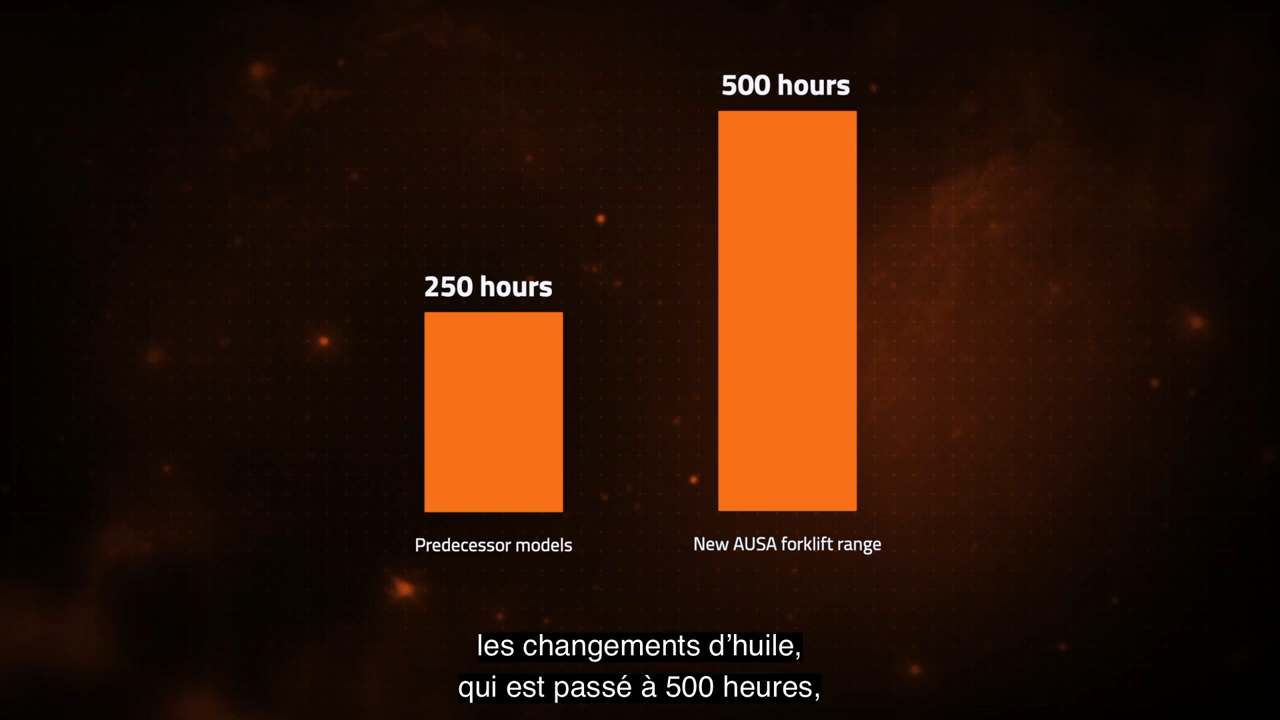 500 hours
250 hours
Predecessor models
New AUSA forklift range
les changements d’huile,
qui est passé à 500 heures,